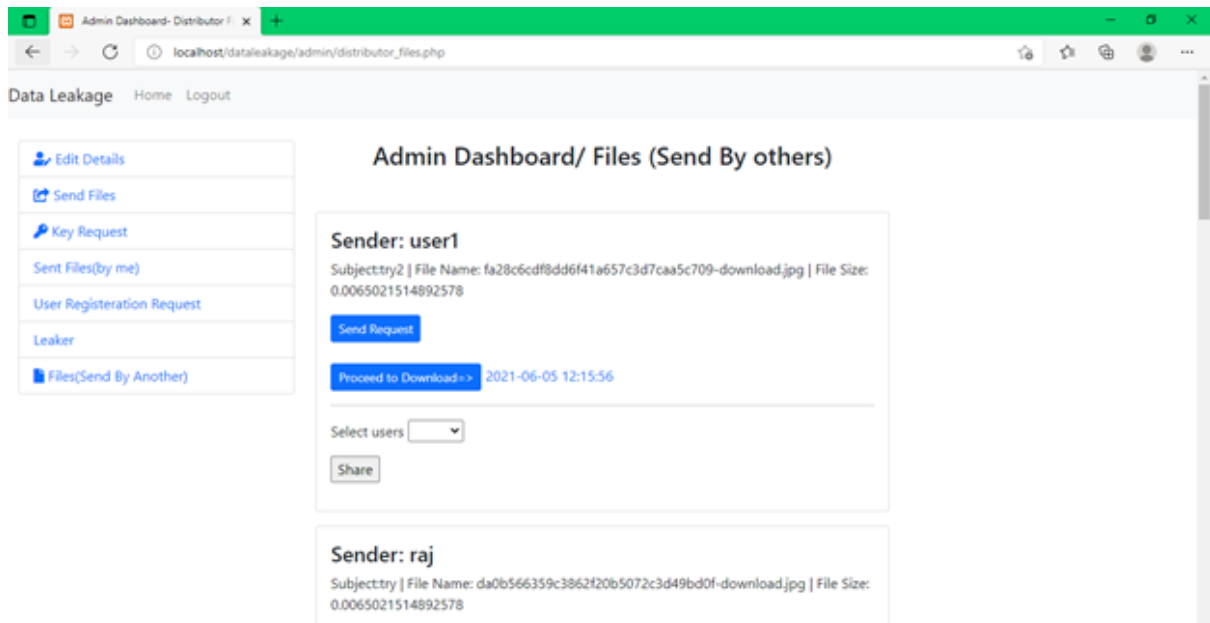 Admin Dashboard- Distributor Fi
localhost/dataleakage/admin/distributor_files.php
Data Leakage Home Logout
Edit Details
Send Files
Key Request
Sent Files(by me)
User Registeration Request
Leaker
Files(Send By Another)
Admin Dashboard/ Files (Send By others)
Sender: user1
Subject:try2 | File Name: fa28c6cdf8dd6f41a657c3d7caa5c709-download.jpg | File Size:
0.0065021514892578
Send Request
Proceed to Download=> 2021-06-05 12:15:56
Select users
Share
Sender: raj
Subject:try | File Name: da0b566359c3862f20b5072c3d49bd0f-download.jpg | File Size:
0.0065021514892578